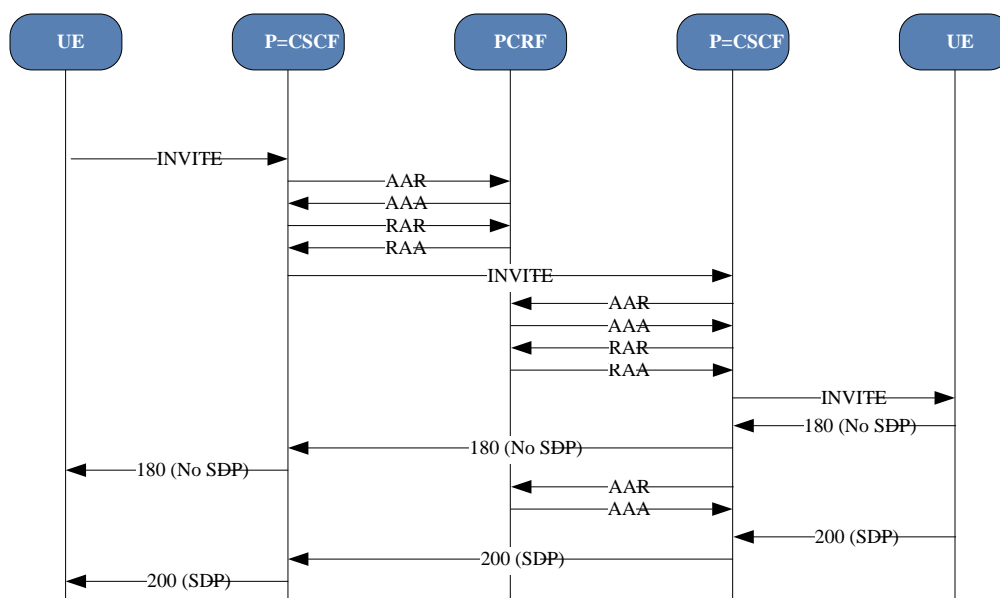 UE
P=CSCF
PCRF
P=CSCF
UE
INVITE
AAR
AAA
RAR
RAA
INVITE
AAR
AAA
RAR
RAA
INVITE
180 (No SDP)
180 (No SDP)
180 (No SDP)
AAR
AAA
200 (SDP)
200 (SDP)
200 (SDP)